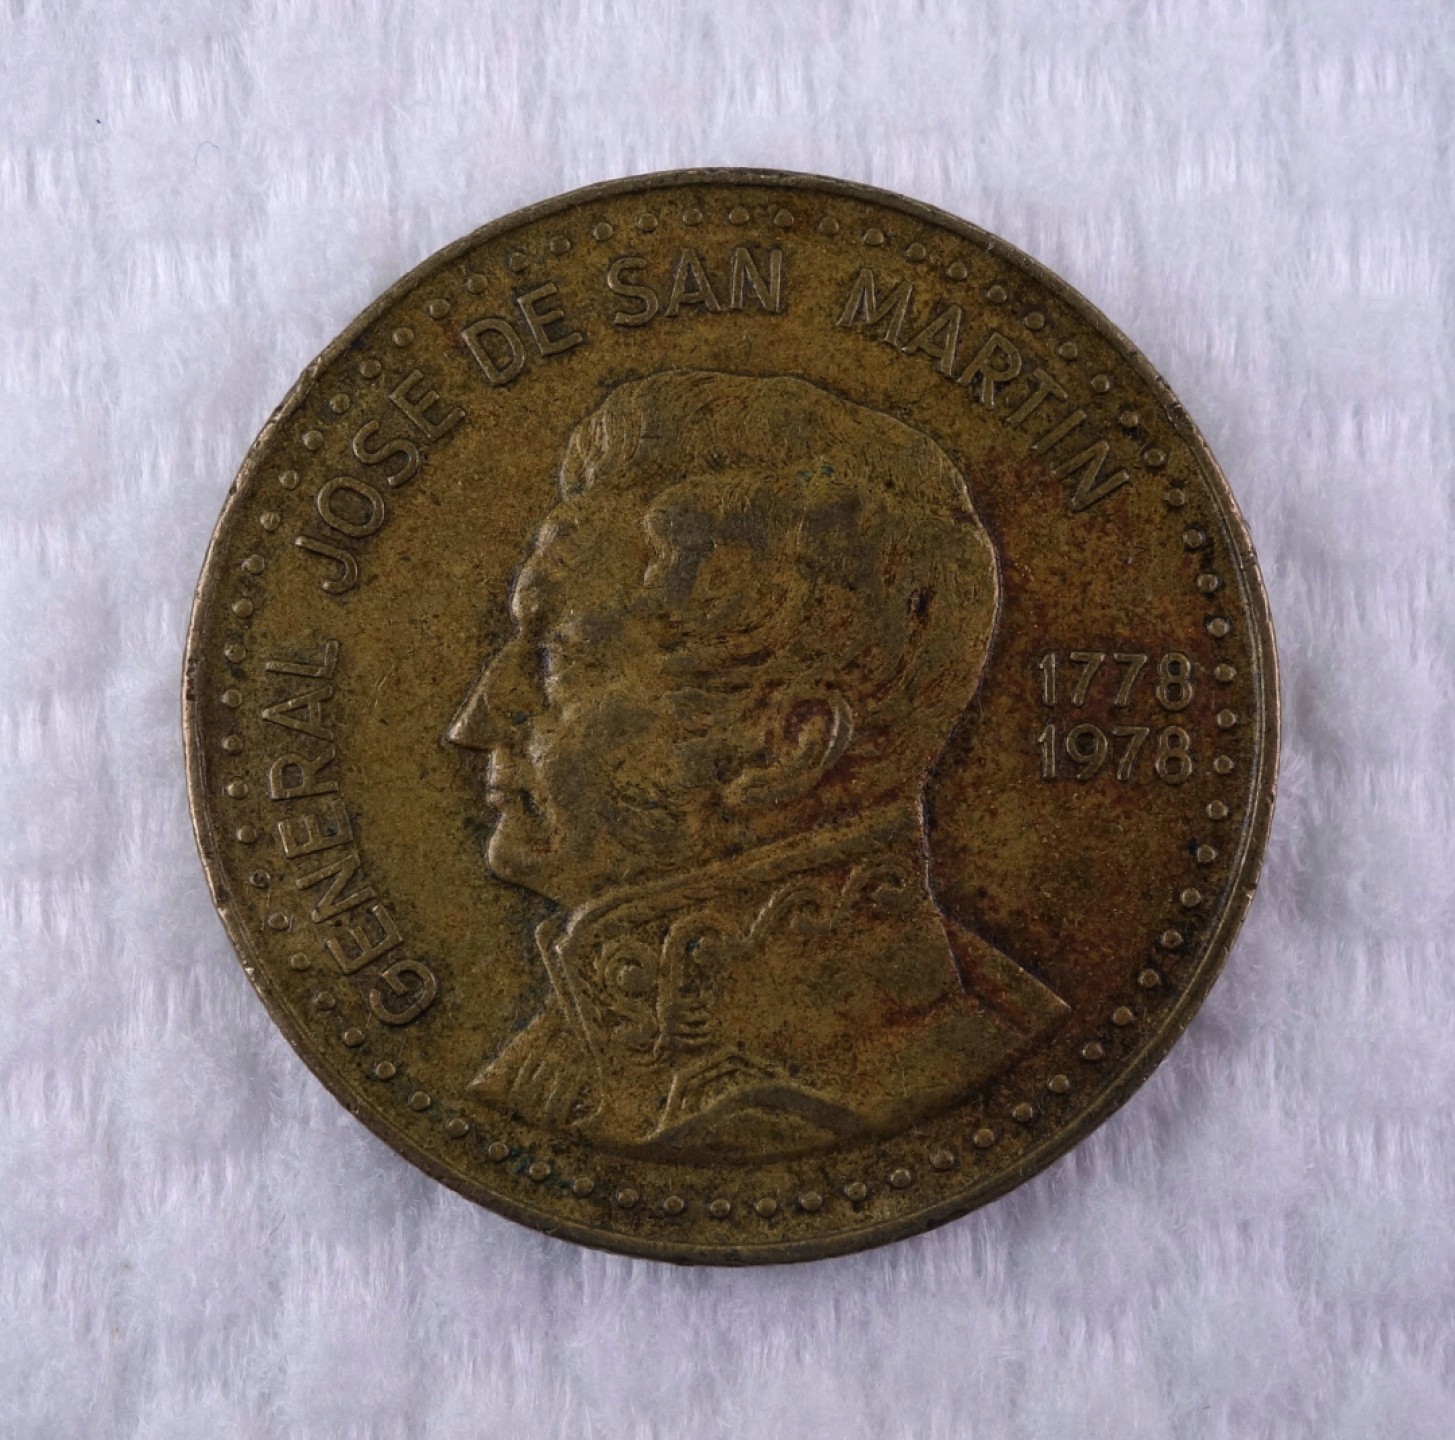 GENERAL JOSE DE SAN MARTIN
1778
1978